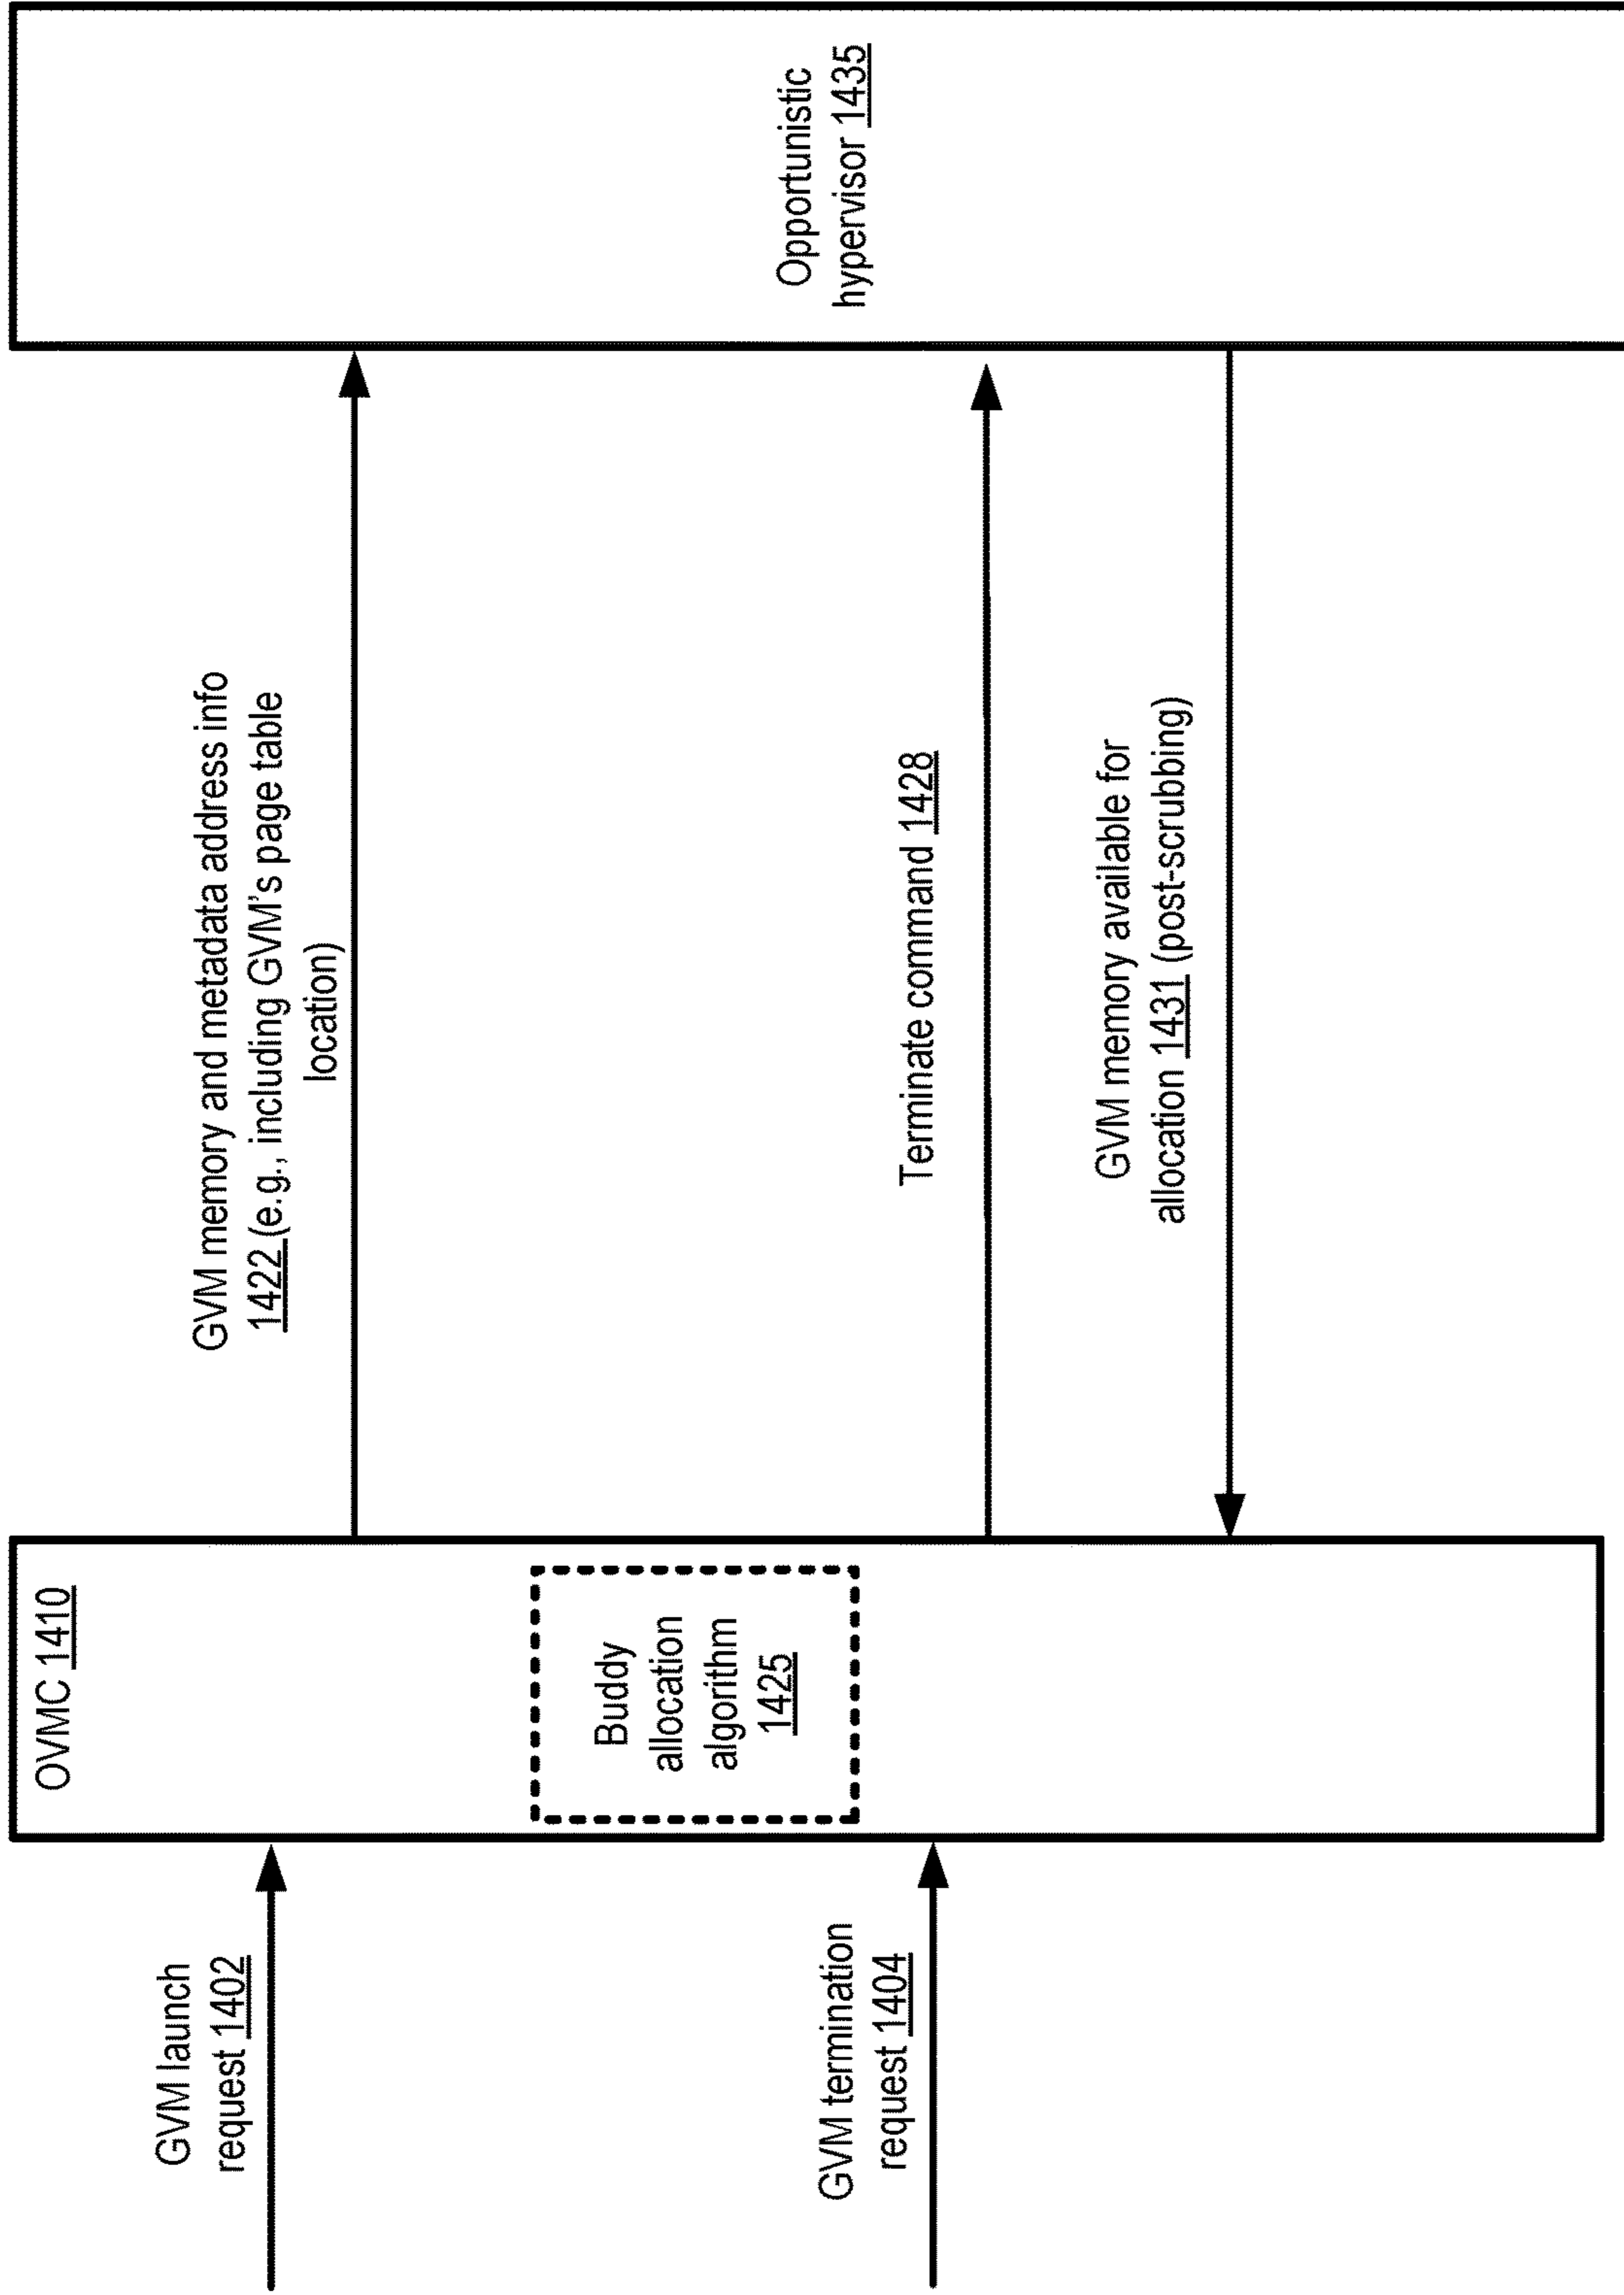 OVMC 1410
GVM launch
request 1402
GVM memory and metadata address info
1422 (e.g., including GVM's page table
location)
Buddy
allocation
algorithm
1425
Opportunistic
hypervisor 1435
GVM termination
request 1404
Terminate command 1428
GVM memory available for
allocation 1431 (post-scrubbing)